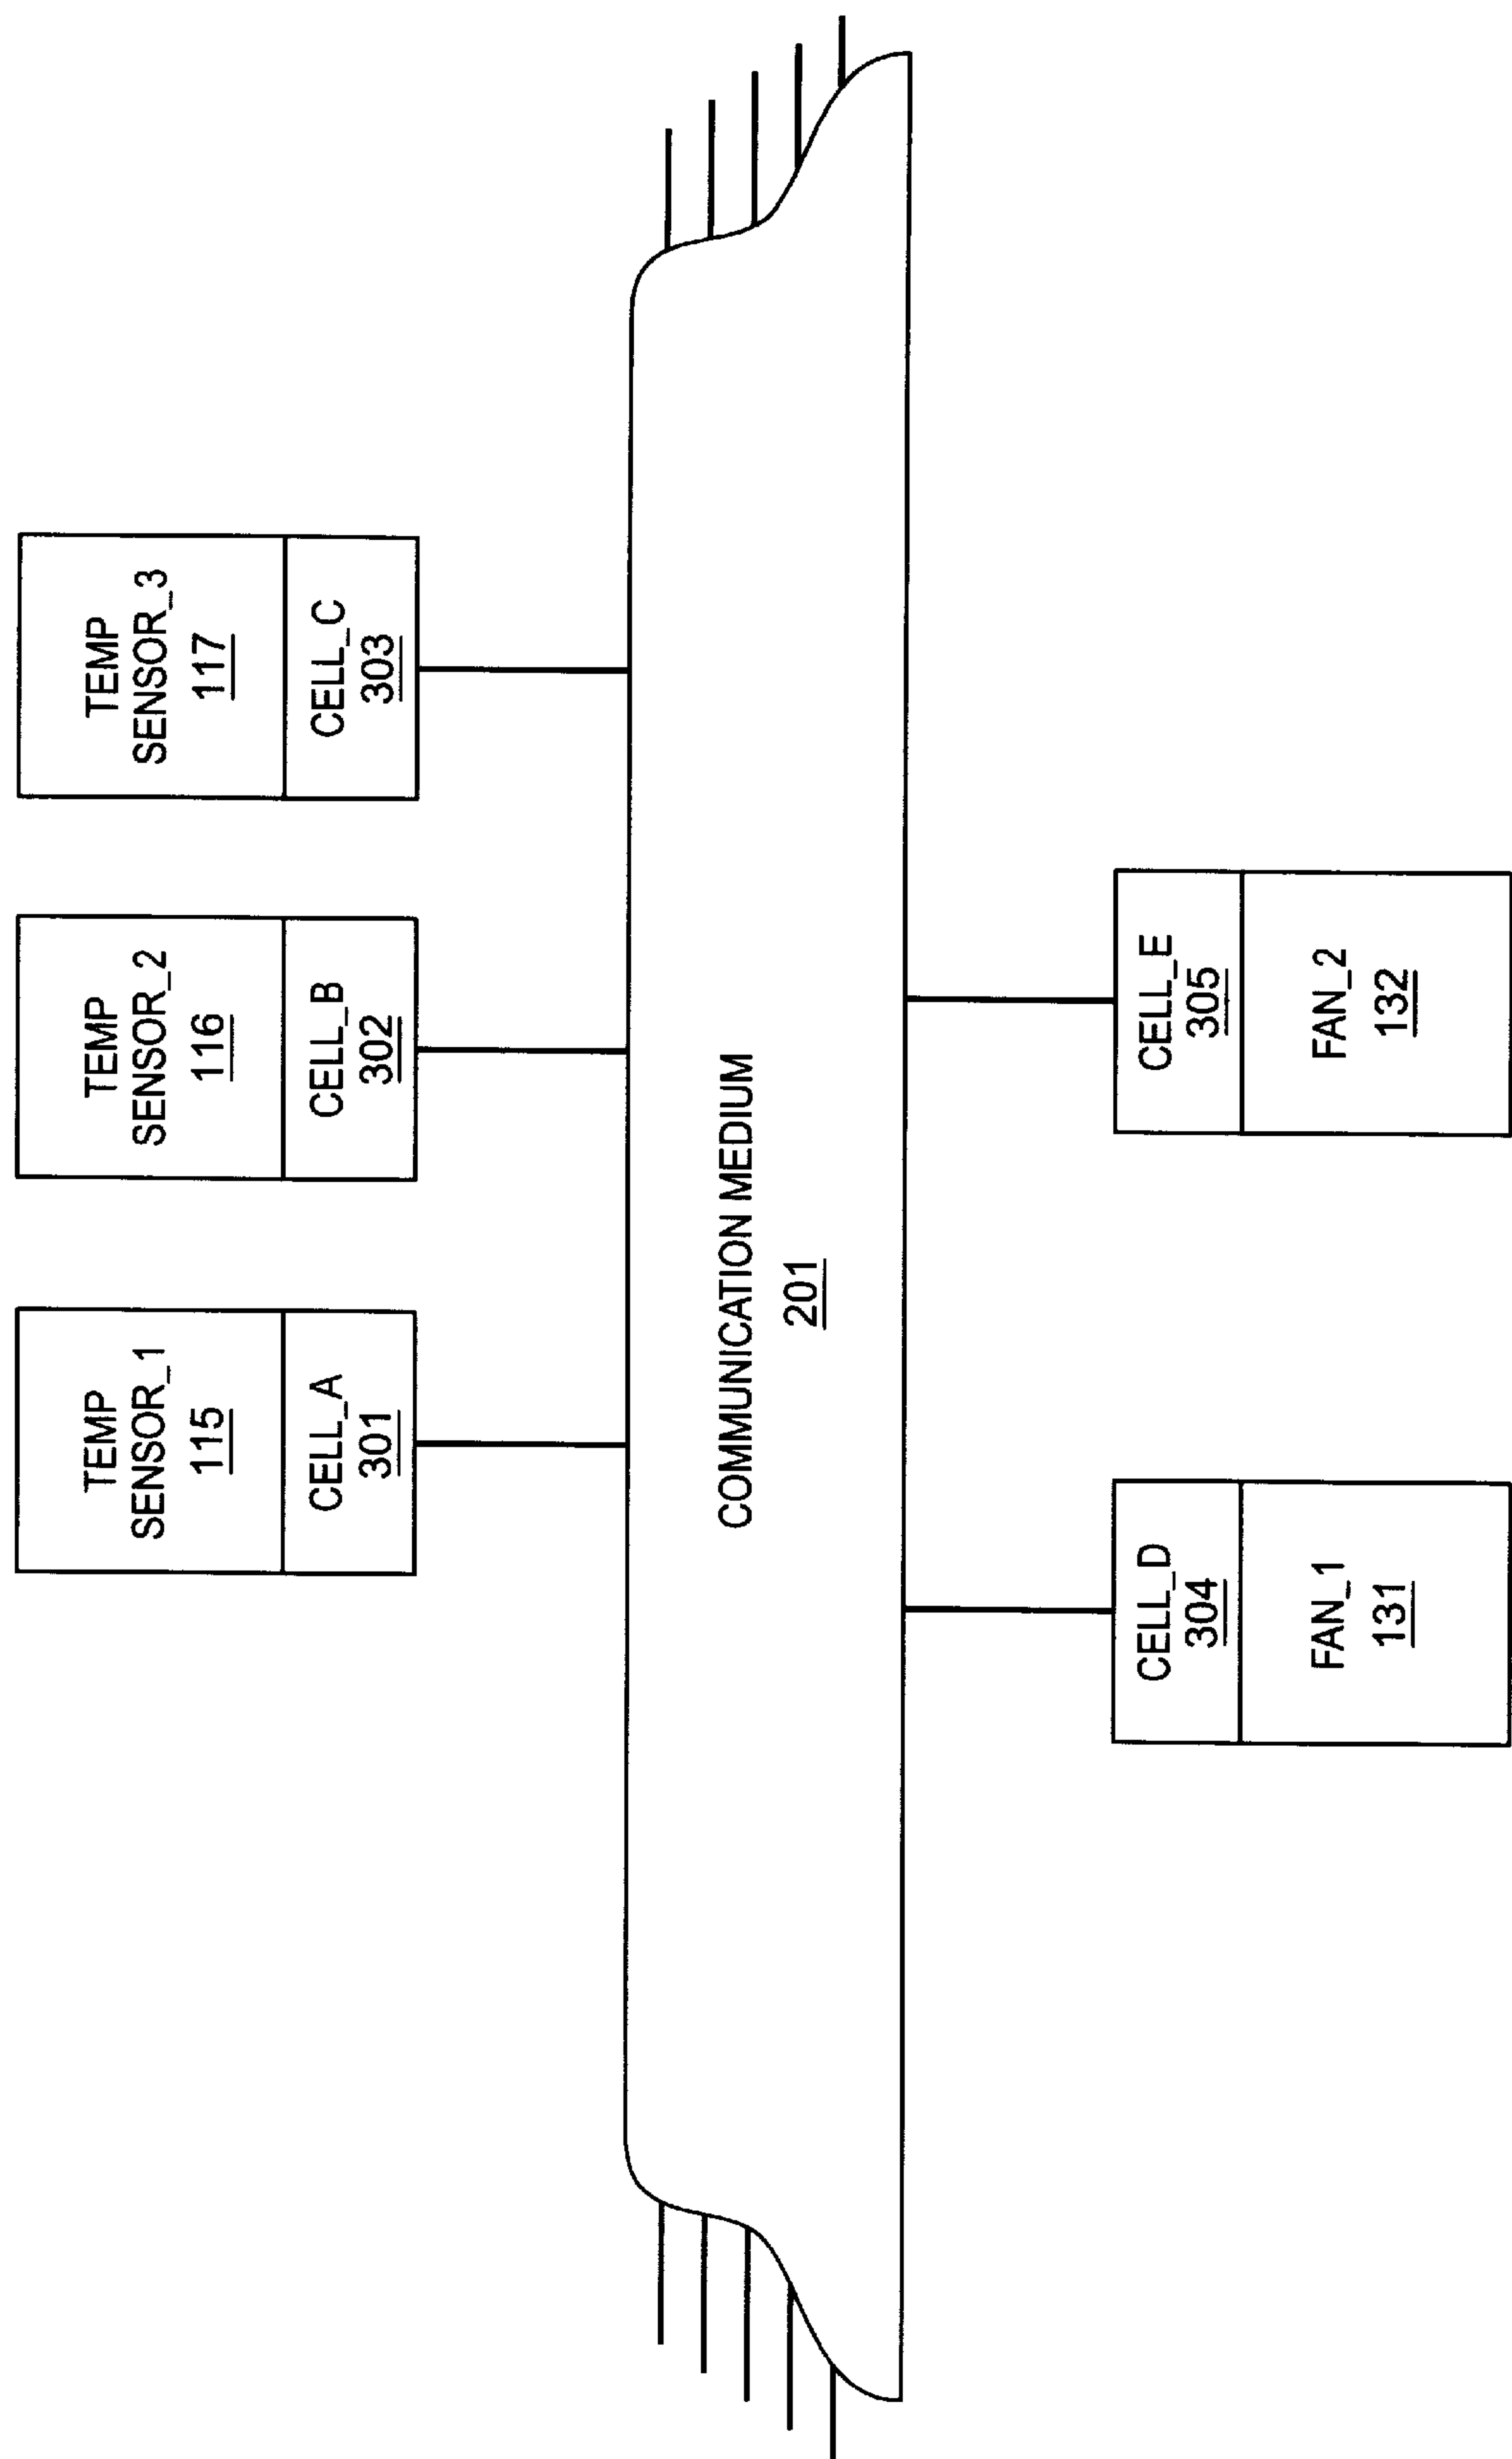 TEMP
SENSOR_1
115
CELL_A
301
TEMP
SENSOR_2
116
CELL_B
302
TEMP
SENSOR_3
117
CELL_C
303
COMMUNICATION MEDIUM
201
CELL_D
304
FAN_1
131
CELL_E
305
FAN_2
132